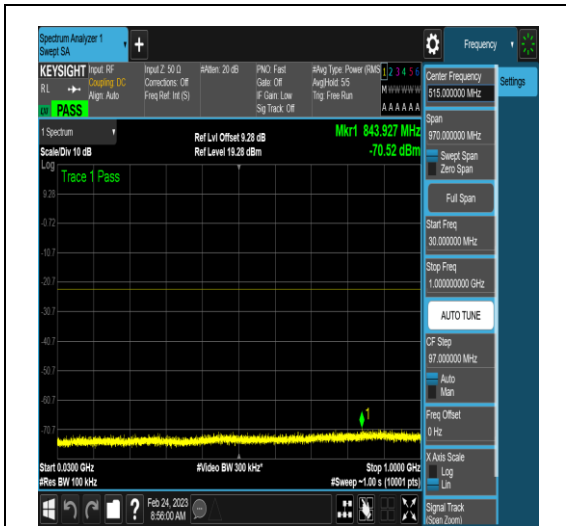 Spectrum Analyzer 1
Swept SA
Frequency
KEYSIGHT Input: RF Input Z: 50 Ω #Atten: 20 dB PNO: Fast #Avg Type: Power (RMS 1 2 3 4 5 6
RL Coupling: DC Corrections: Off Gate: Off Avg|Hold: 5/5 M W W W W W
Align: Auto Freq Ref: Int (S) IF Gain: Low Trig: Free Run
Sig Track: Off A A A A A A
PASS
Center Frequency
515.000000 MHz
Settings
Span
970.000000 MHz
Swept Span
Zero Span
Full Span
Start Freq
30.000000 MHz
Stop Freq
1.000000000 GHz
AUTO TUNE
CF Step
97.000000 MHz
Auto
Man
Freq Offset
0 Hz
X Axis Scale
Log
Lin
Signal Track
(Span Zoom)
1 Spectrum
Scale/Div 10 dB
Ref Lvl Offset 9.28 dB
Ref Level 19.28 dBm
Mkr1 843.927 MHz
-70.52 dBm
Log
Trace 1 Pass
9.28
-0.72
-10.7
-20.7
-30.7
-40.7
-50.7
-60.7
-70.7
1
Start 0.0300 GHz #Video BW 300 kHz* Stop 1.0000 GHz
#Res BW 100 kHz #Sweep ~1.00 s (10001 pts)
? Feb 24, 2023
8:56:00 AM